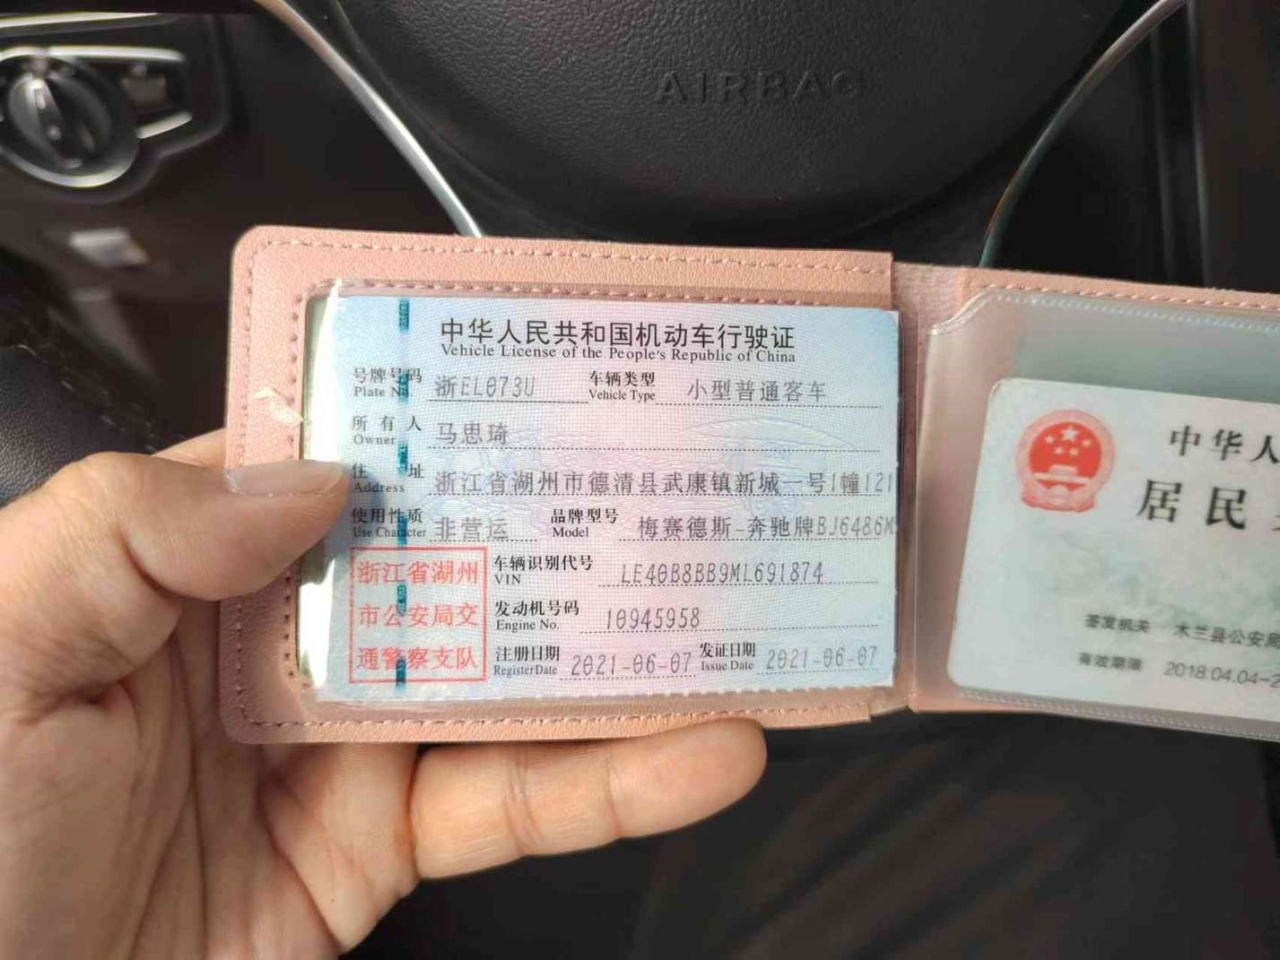 AIRBAG
中华人民共和国机动车行驶证
Vehicle License of the People's Republic of China
号牌号码 浙EL073U 车辆类型 小型普通客车
Plate No. Vehicle Type
所有人 马思琦
Owner
住址 浙江省湖州市德清县武康镇新城一号1幢121
Address
使用性质 非营运 品牌型号 梅赛德斯-奔驰牌BJ6486M
Use Character Model
浙江省湖州
市公安局交
通警察支队
车辆识别代号 LE40B8BB9ML691874
VIN
发动机号码 10945958
Engine No.
注册日期 2021-06-07 发证日期 2021-06-07
Register Date Issue Date
中华人
居民
签发机关 木兰县公安局
有效期限 2018.04.04-2